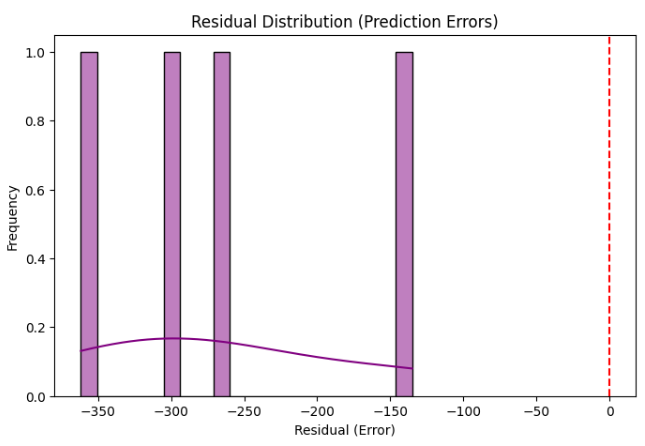 Residual Distribution (Prediction Errors)
1.0
0.8
0.6
0.4
0.2
0.0
Frequency
−350 −300 −250 −200 −150 −100 −50 0
Residual (Error)